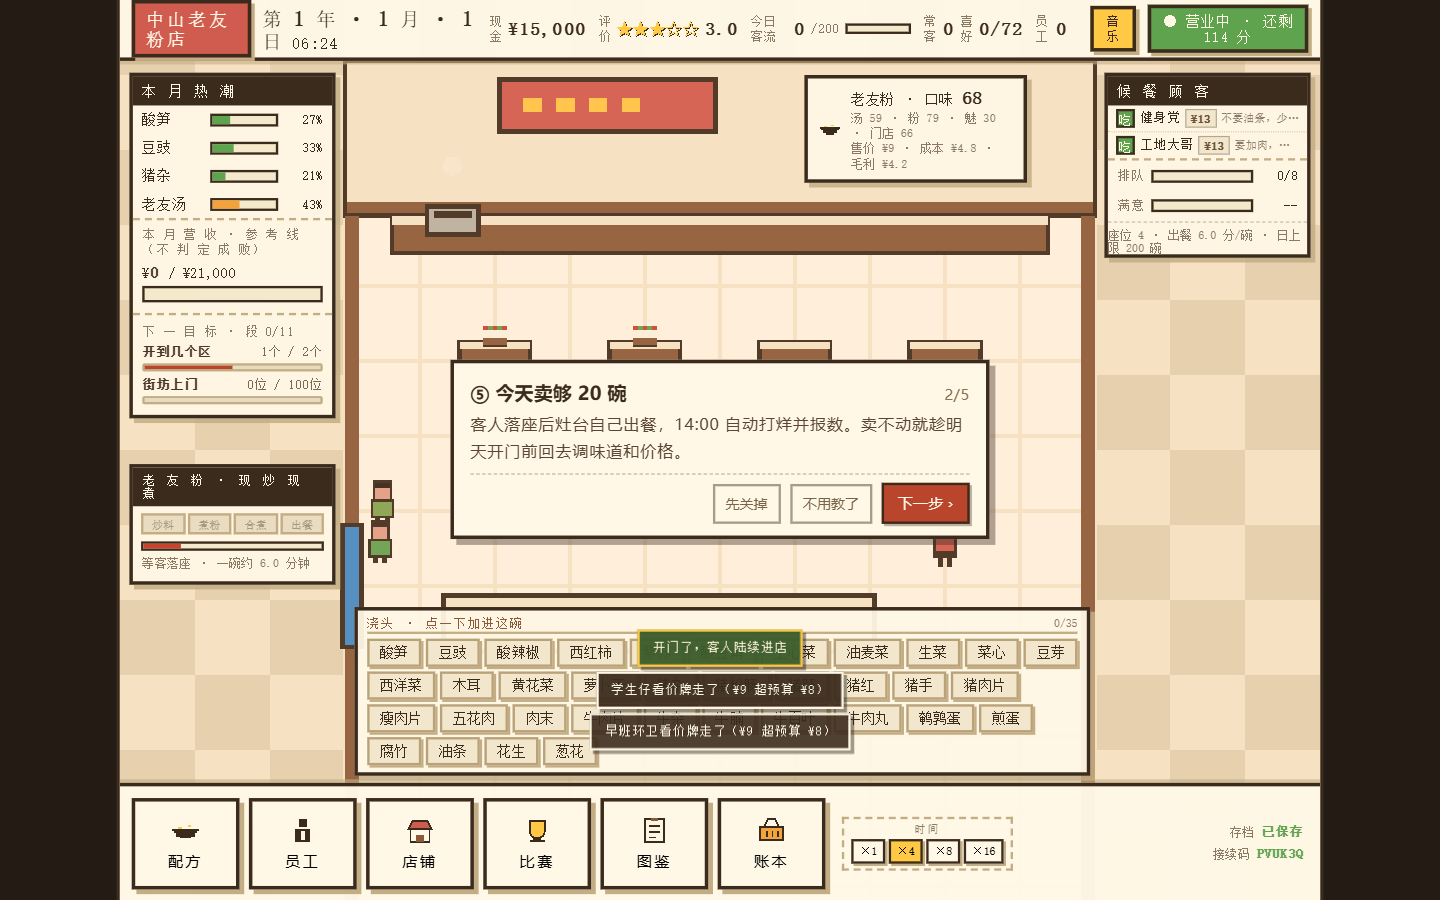 中山老友
粉店
第 1 年 · 1 月 · 1
日 06:24
现金 ¥15,000
评价 ★★★☆☆ 3.0
今日客流 0 /200
常客 0
喜好 0/72
员工 0
音乐
营业中 · 还剩
114 分
本月热潮
酸笋 27%
豆豉 33%
猪杂 21%
老友汤 43%
本月营收 · 参考线
（不判定成败）
¥0 / ¥21,000
下一目标 · 段 0/11
开到几个区 1个 / 2个
街坊上门 0位 / 100位
老友粉 · 现炒现
煮
炒料 煮粉 合煮 出餐
等客落座 · 一碗约 6.0 分钟
老友粉 · 口味 68
汤 59 · 粉 79 · 魅 30
· 门店 66
售价 ¥9 · 成本 ¥4.8 ·
毛利 ¥4.2
候餐顾客
吃 健身党 ¥13 不要油条，少…
吃 工地大哥 ¥13 要加肉，…
排队 0/8
满意 --
座位 4 · 出餐 6.0 分/碗 · 日上
限 200 碗
⑤ 今天卖够 20 碗 2/5
客人落座后灶台自己出餐，14:00 自动打烊并报数。卖不动就趁明
天开门前回去调味道和价格。
先关掉 不用教了 下一步 ›
浇头 · 点一下加进这碗 0/35
酸笋 豆豉 酸辣椒 西红柿 菜 油麦菜 生菜 菜心 豆芽
开门了，客人陆续进店
西洋菜 木耳 黄花菜 萝 猪红 猪手 猪肉片
学生仔看价牌走了（¥9 超预算 ¥8）
瘦肉片 五花肉 肉末 牛肉丸 鹌鹑蛋 煎蛋
早班环卫看价牌走了（¥9 超预算 ¥8）
腐竹 油条 花生 葱花
配方 员工 店铺 比赛 图鉴 账本
时间
×1 ×4 ×8 ×16
存档 已保存
接续码 PVUK3Q